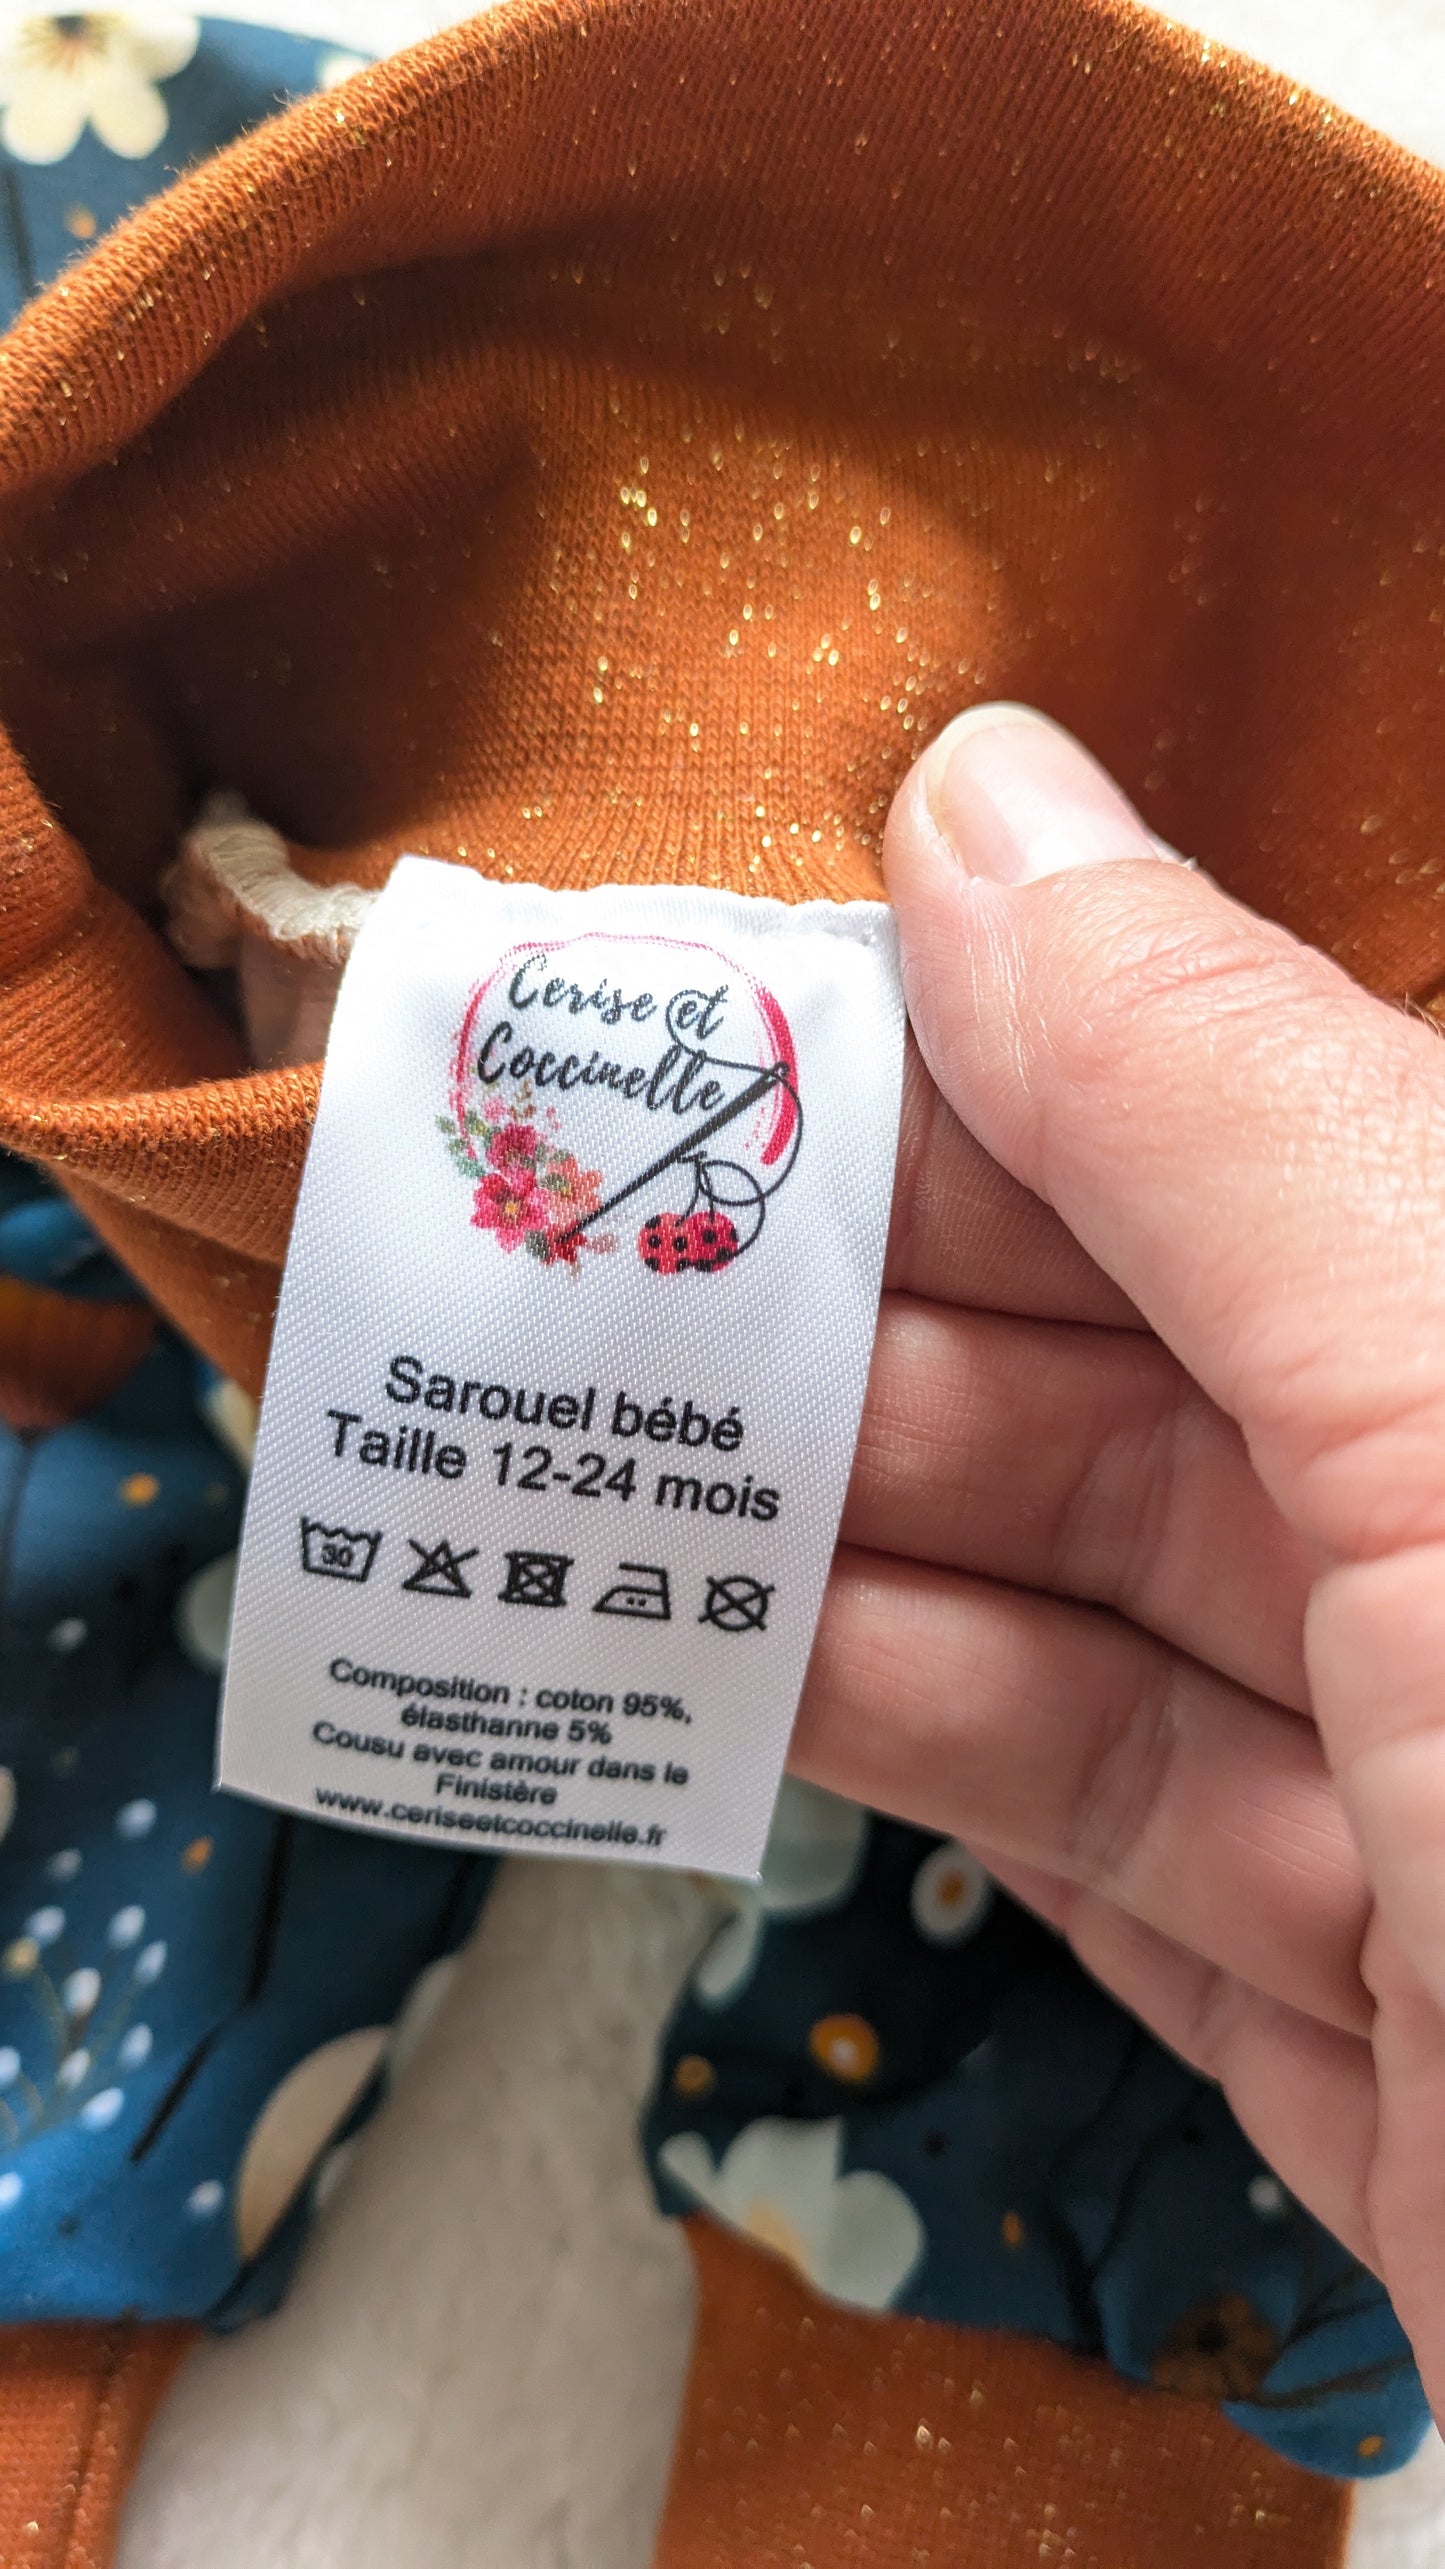 Cerise et
Coccinelle
Sarouel bébé
Taille 12-24 mois
30
Composition : coton 95%,
élasthanne 5%
Cousu avec amour dans le
Finistère
www.ceriseetcoccinelle.fr